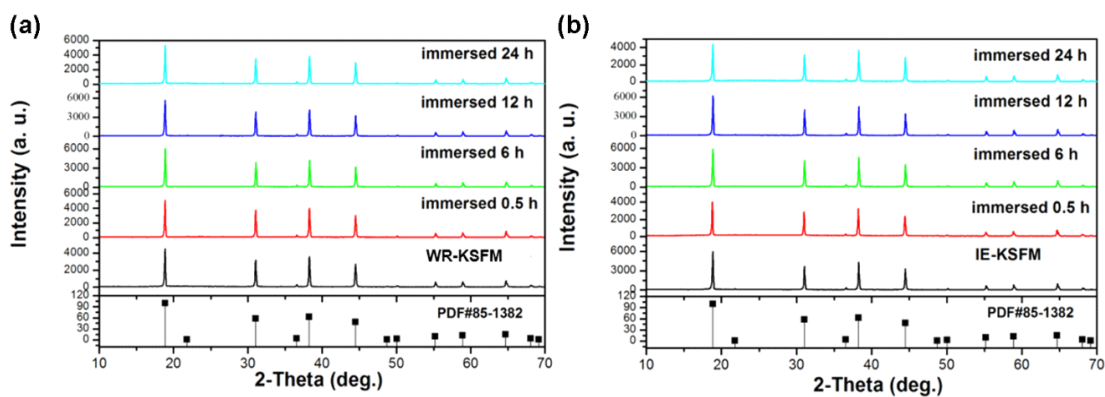 (a)
6000
4000
2000
0
immersed 24 h
6000
3000
0
immersed 12 h
6000
3000
0
immersed 6 h
6000
4000
2000
0
immersed 0.5 h
4000
2000
0
WR-KSFM
120
90
60
30
0
PDF#85-1382
10 20 30 40 50 60 70
2-Theta (deg.)
Intensity (a. u.)
(b)
4000
2000
0
immersed 24 h
6000
3000
0
immersed 12 h
6000
3000
0
immersed 6 h
4000
2000
0
immersed 0.5 h
6000
3000
0
IE-KSFM
120
90
60
30
0
PDF#85-1382
10 20 30 40 50 60 70
2-Theta (deg.)
Intensity (a. u.)